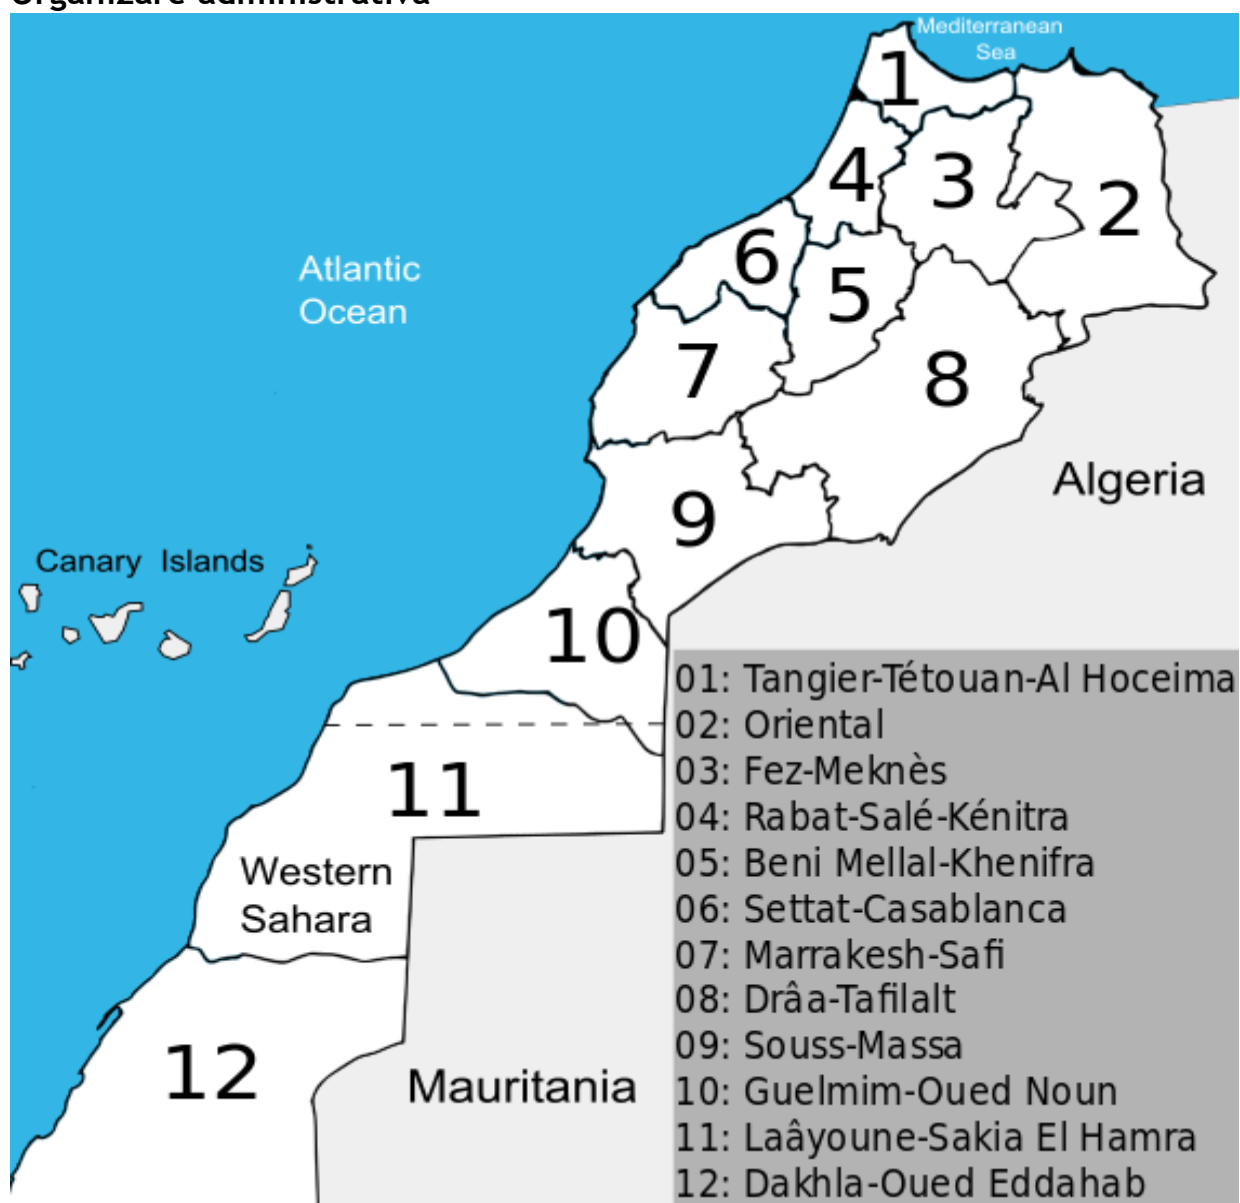 Organizare administrativă
Mediterranean
Sea
1
4
3
2
6
5
Atlantic
Ocean
7
8
Algeria
9
Canary Islands
10
11
Western
Sahara
12
Mauritania
01: Tangier-Tétouan-Al Hoceima
02: Oriental
03: Fez-Meknès
04: Rabat-Salé-Kénitra
05: Beni Mellal-Khenifra
06: Settat-Casablanca
07: Marrakesh-Safi
08: Drâa-Tafilalt
09: Souss-Massa
10: Guelmim-Oued Noun
11: Laâyoune-Sakia El Hamra
12: Dakhla-Oued Eddahab